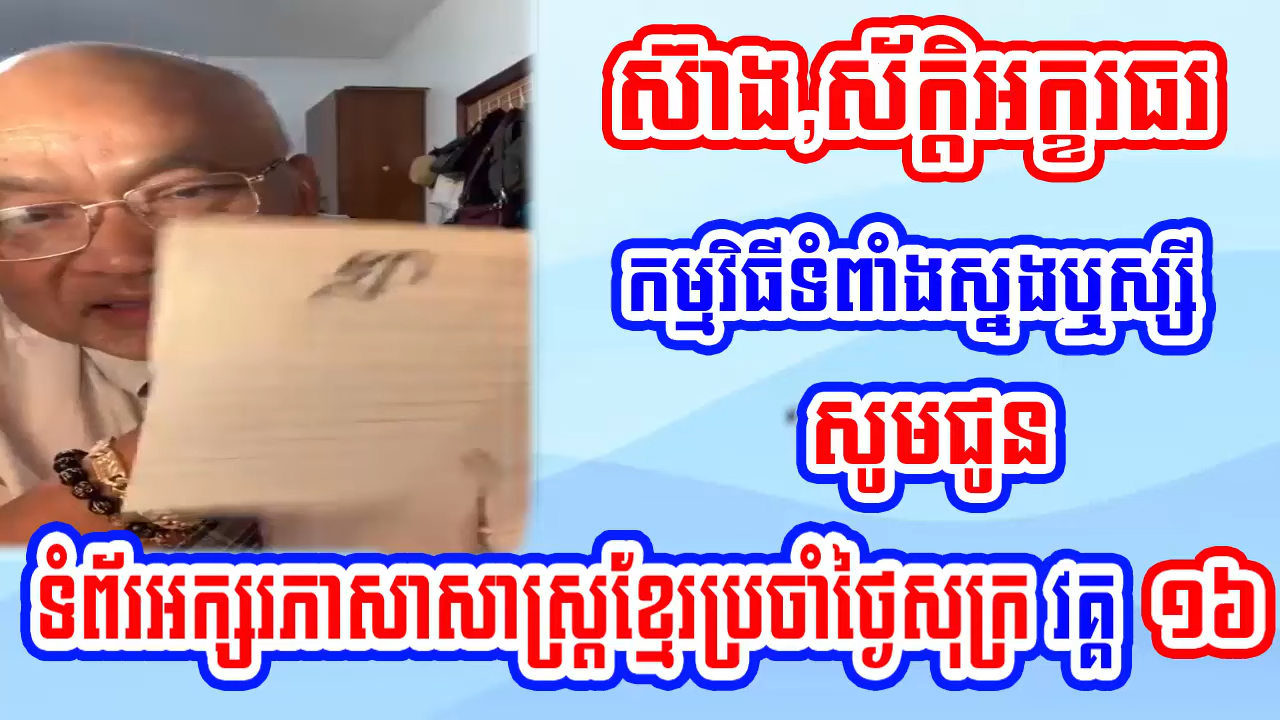 ស៊ាង,ស័ក្តិអក្ខរធរ
កម្មវិធីទំពាំងស្នងឬស្សី
សូមជូន
ទំព័រអក្សរភាសាសាស្ត្រខ្មែរប្រចាំថ្ងៃសុក្រ វគ្គ ១៦